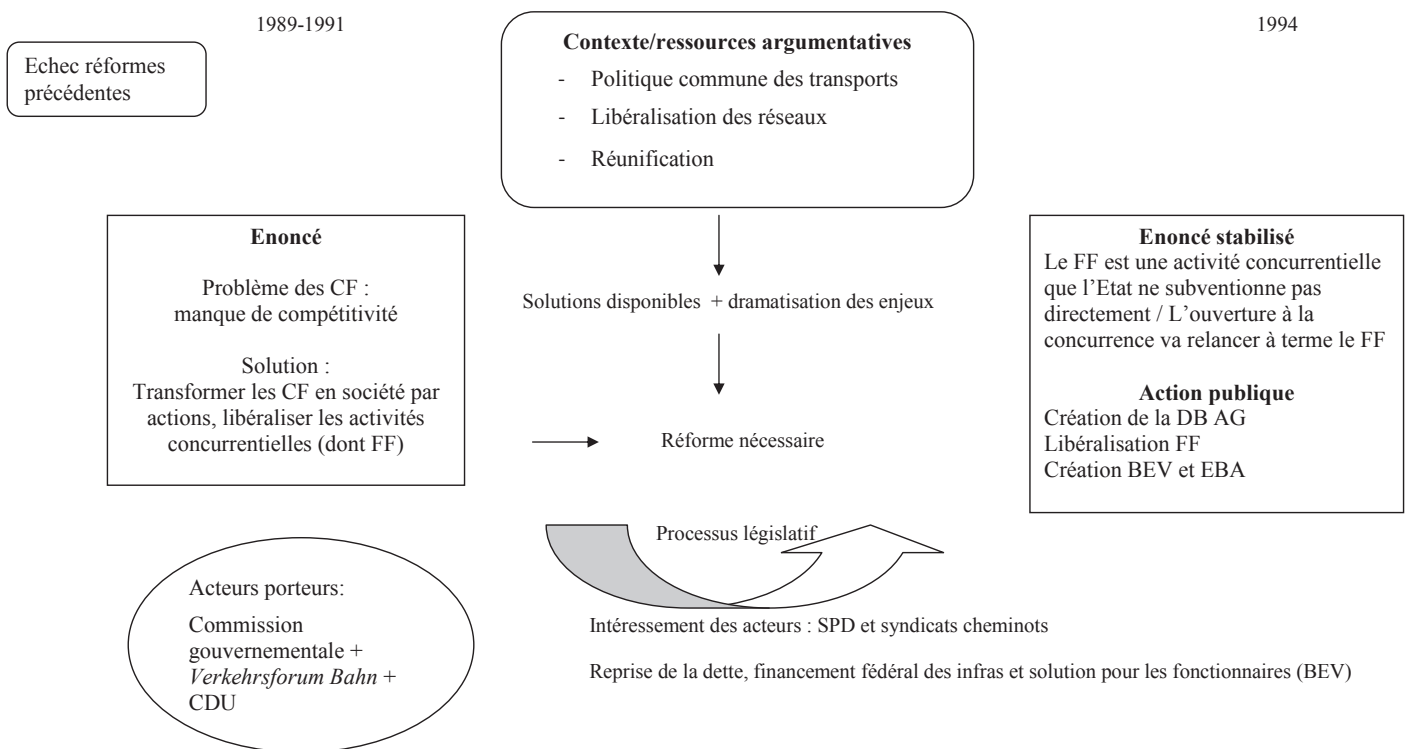 1989-1991
1994
Echec réformes
précédentes
Contexte/ressources argumentatives
- Politique commune des transports
- Libéralisation des réseaux
- Réunification
Enoncé
Problème des CF :
manque de compétitivité
Solution :
Transformer les CF en société par
actions, libéraliser les activités
concurrentielles (dont FF)
Solutions disponibles + dramatisation des enjeux
Réforme nécessaire
Enoncé stabilisé
Le FF est une activité concurrentielle
que l'Etat ne subventionne pas
directement / L'ouverture à la
concurrence va relancer à terme le FF
Action publique
Création de la DB AG
Libéralisation FF
Création BEV et EBA
Processus législatif
Acteurs porteurs:
Commission
gouvernementale +
Verkehrsforum Bahn +
CDU
Intéressement des acteurs : SPD et syndicats cheminots
Reprise de la dette, financement fédéral des infras et solution pour les fonctionnaires (BEV)